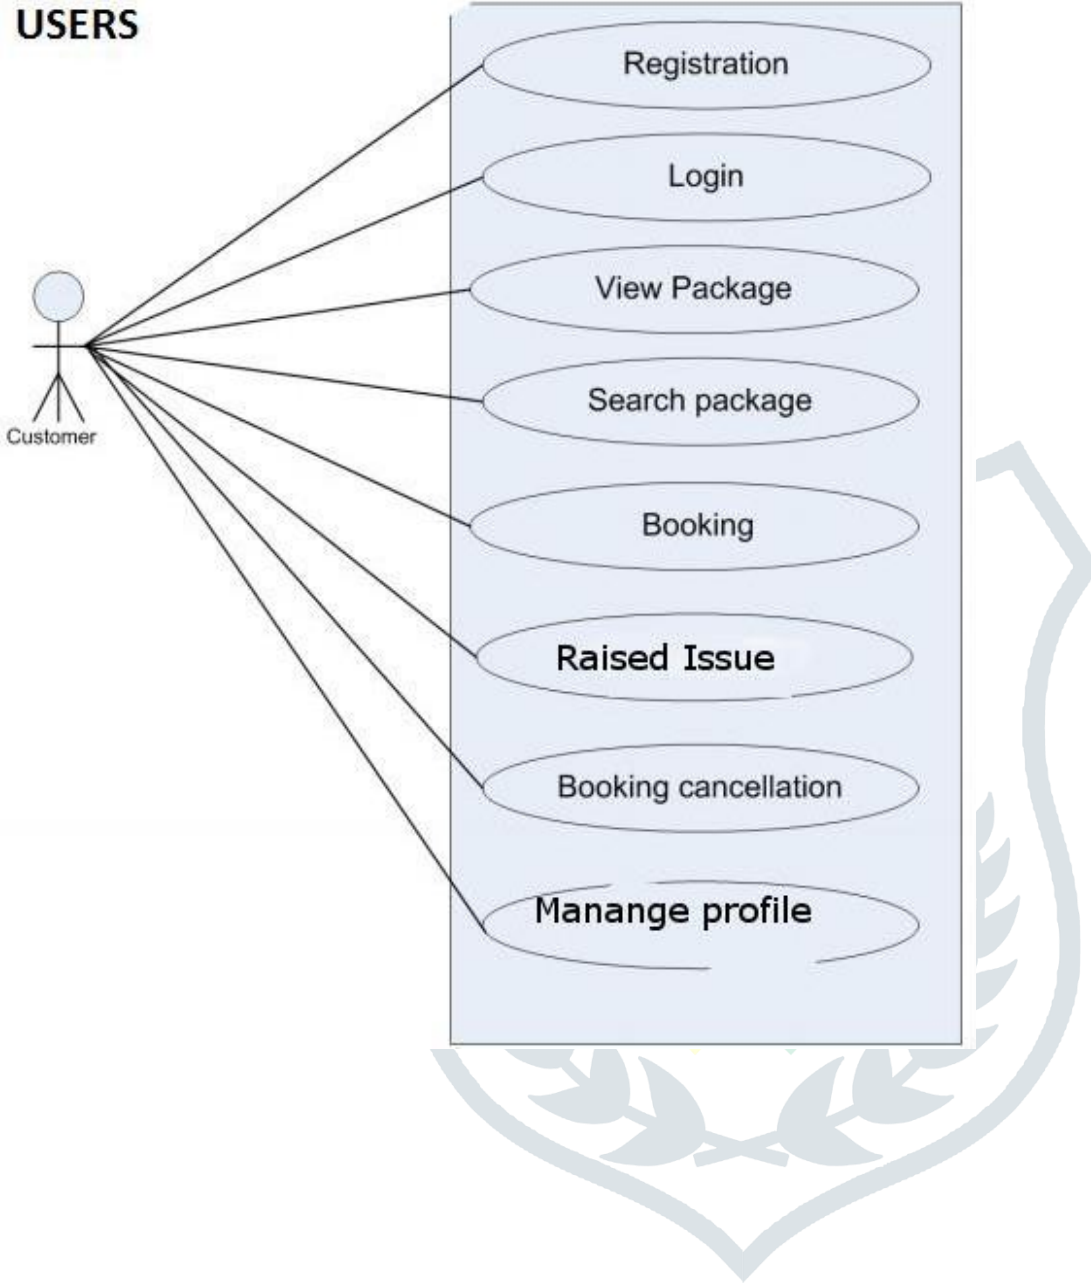 USERS
Registration
Login
View Package
Search package
Customer
Booking
Raised Issue
Booking cancellation
Manange profile